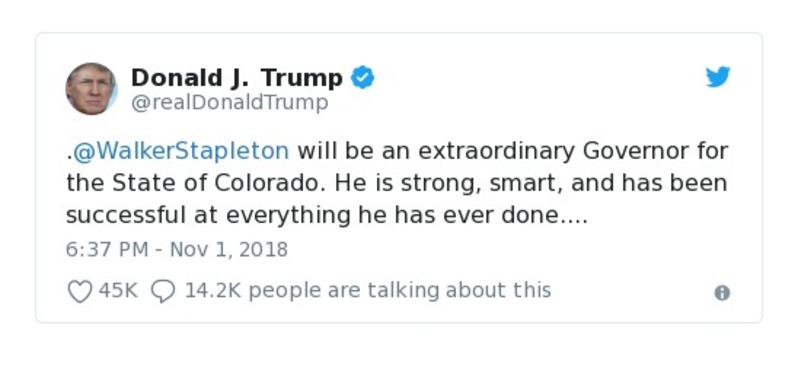 Donald J. Trump
@realDonaldTrump
.@WalkerStapleton will be an extraordinary Governor for
the State of Colorado. He is strong, smart, and has been
successful at everything he has ever done....
6:37 PM - Nov 1, 2018
45K 14.2K people are talking about this